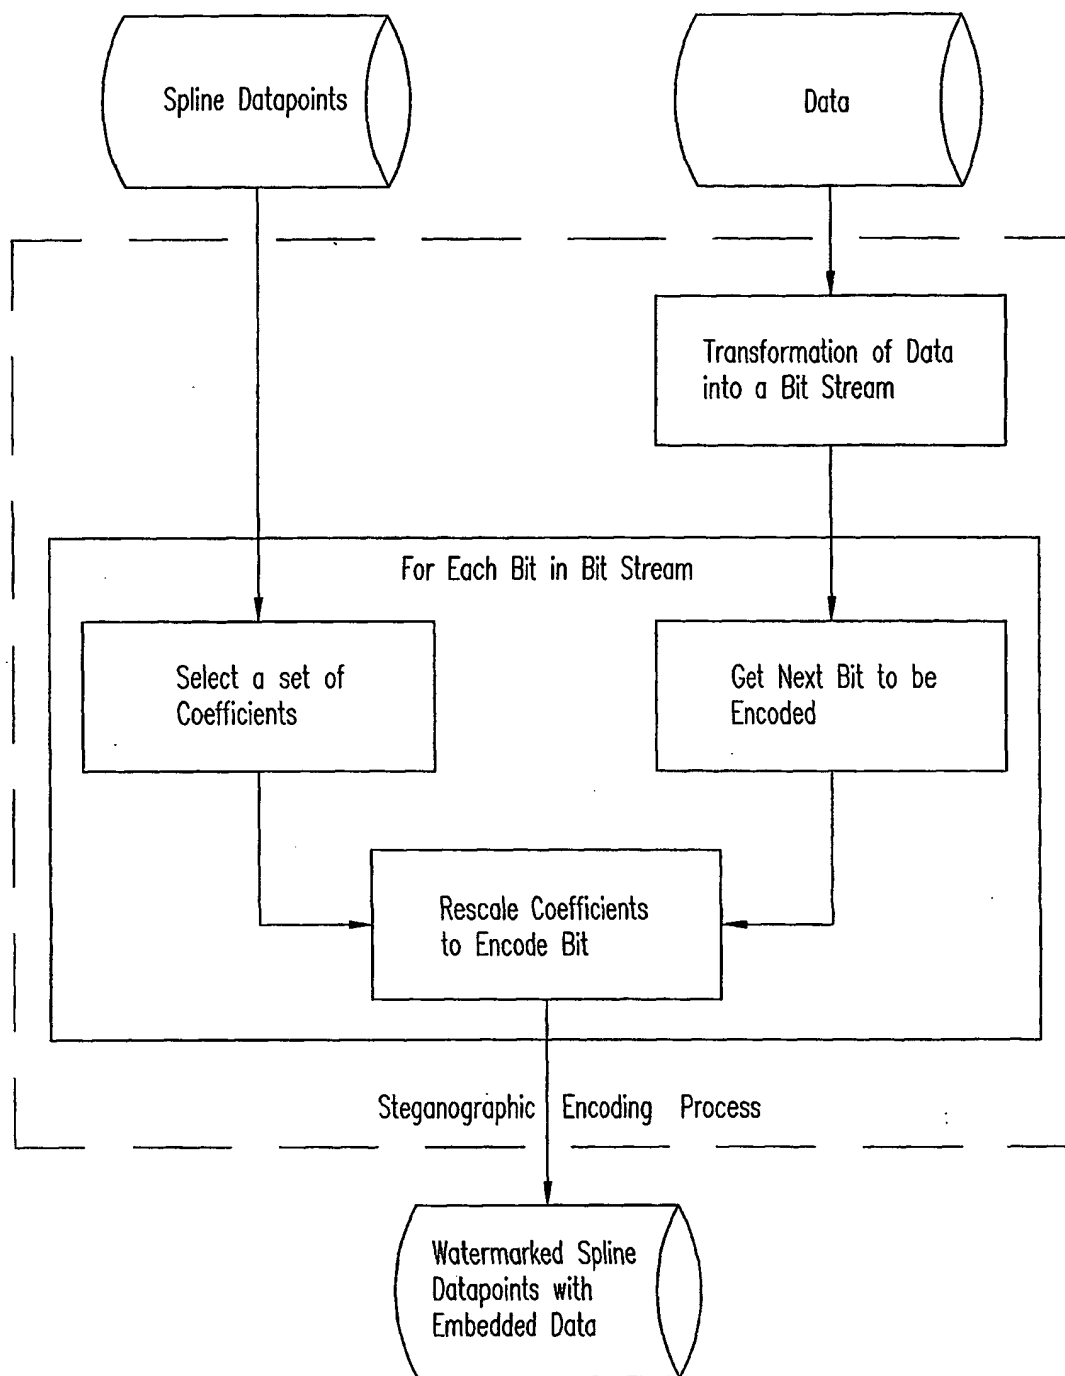 Spline Datapoints
Data
Transformation of Data
into a Bit Stream
For Each Bit in Bit Stream
Select a set of
Coefficients
Get Next Bit to be
Encoded
Rescale Coefficients
to Encode Bit
Steganographic Encoding Process
Watermarked Spline
Datapoints with
Embedded Data